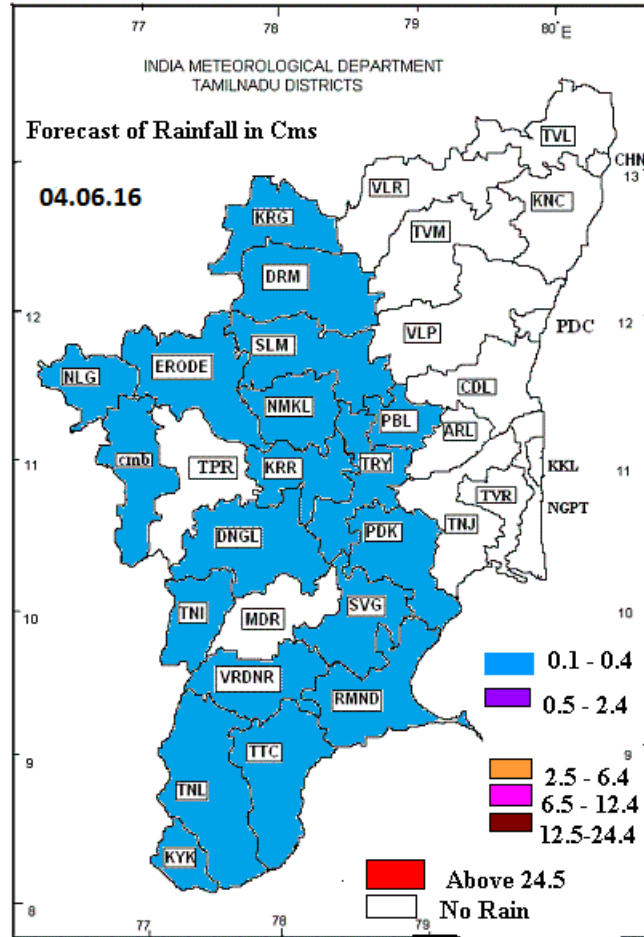 77 78 79 80° E
INDIA METEOROLOGICAL DEPARTMENT
TAMILNADU DISTRICTS
Forecast of Rainfall in Cms
TVL
CHN
13
04.06.16
VLR
KNC
KRG
TVM
DRM
12
12
PDC
SLM
VLP
NLG
ERODE
CDL
NMKL
PBL
ARL
11
cmb
TPR
KRR
TRY
KKL
11
TVR
NGPT
DNGL
PDK
TNJ
10
TNI
MDR
SVG
10
VRDNR
0.1 - 0.4
RMND
0.5 - 2.4
9
TTC
9
TNL
2.5 - 6.4
6.5 - 12.4
12.5-24.4
KYK
Above 24.5
8
No Rain
77 78 79